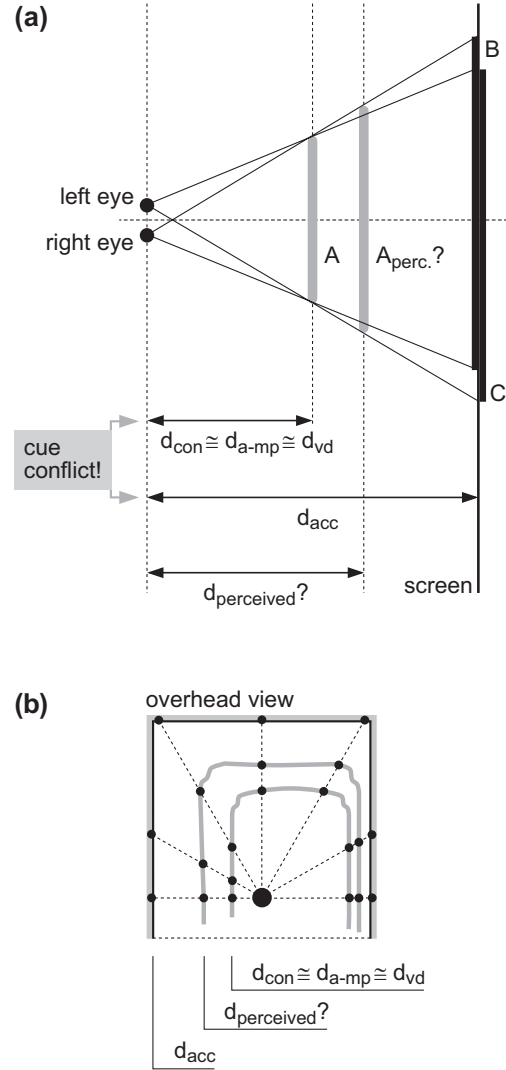 (a)
B
left eye
right eye
A
A_perc.?
C
cue
conflict!
d_con ≅ d_a-mp ≅ d_vd
d_acc
d_perceived?
screen
(b)
overhead view
d_con ≅ d_a-mp ≅ d_vd
d_perceived?
d_acc